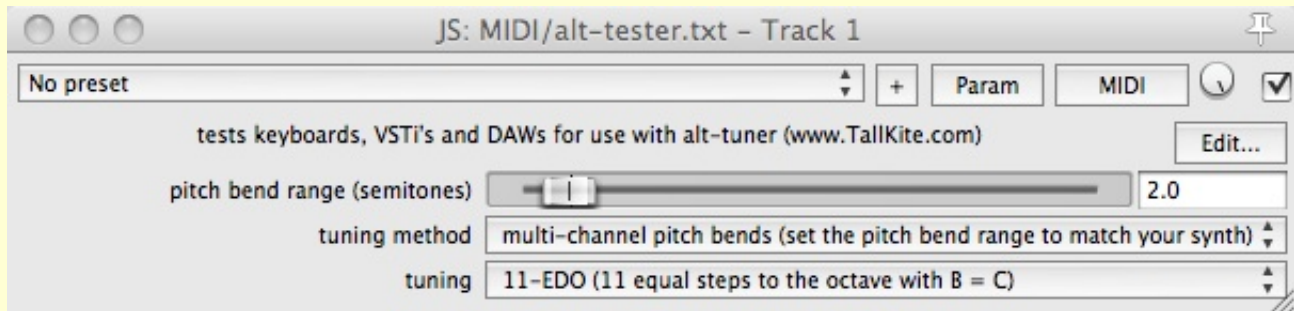 JS: MIDI/alt-tester.txt - Track 1
No preset + Param MIDI
tests keyboards, VSTi's and DAWs for use with alt-tuner (www.TallKite.com) Edit...
pitch bend range (semitones) 2.0
tuning method multi-channel pitch bends (set the pitch bend range to match your synth)
tuning 11-EDO (11 equal steps to the octave with B = C)